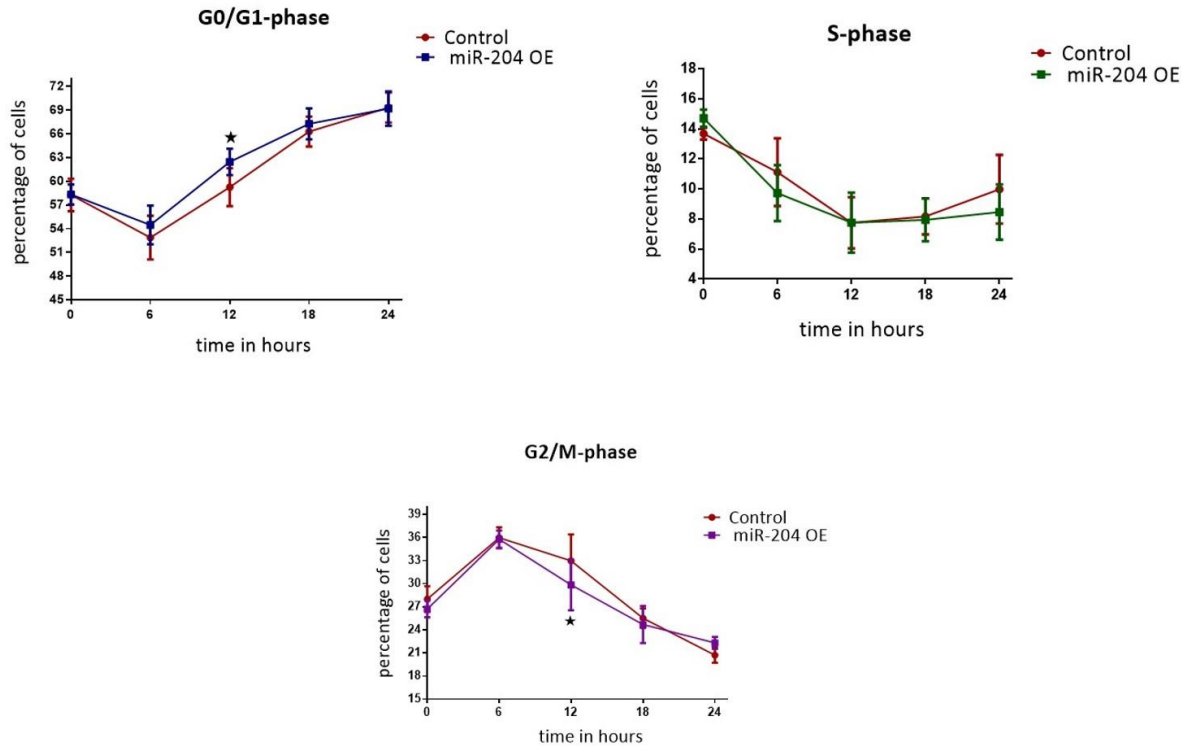 G0/G1-phase
Control
miR-204 OE
percentage of cells
72
69
66
63
60
57
54
51
48
45
0 6 12 18 24
time in hours
S-phase
Control
miR-204 OE
percentage of cells
18
16
14
12
10
8
6
4
0 6 12 18 24
time in hours
G2/M-phase
Control
miR-204 OE
percentage of cells
39
36
33
30
27
24
21
18
15
0 6 12 18 24
time in hours